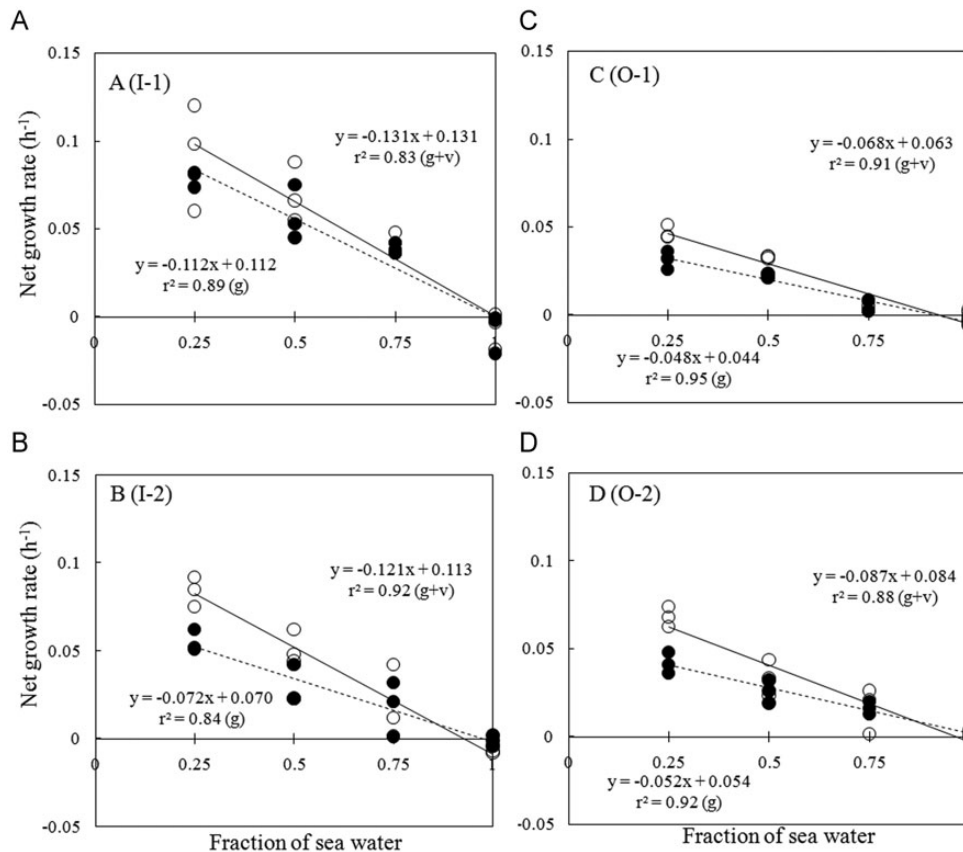 A
0.15
A (I-1)
y = -0.131x + 0.131
r² = 0.83 (g+v)
0.1
Net growth rate (h⁻¹)
0.05
y = -0.112x + 0.112
r² = 0.89 (g)
0
0 0.25 0.5 0.75 1
-0.05
C
0.15
C (O-1)
y = -0.068x + 0.063
r² = 0.91 (g+v)
0.1
0.05
0
0 0.25 0.5 0.75
y = -0.048x + 0.044
r² = 0.95 (g)
-0.05
B
0.15
B (I-2)
0.1
y = -0.121x + 0.113
r² = 0.92 (g+v)
Net growth rate (h⁻¹)
0.05
y = -0.072x + 0.070
r² = 0.84 (g)
0
0 0.25 0.5 0.75 1
-0.05
Fraction of sea water
D
0.15
D (O-2)
0.1
y = -0.087x + 0.084
r² = 0.88 (g+v)
0.05
0
0 0.25 0.5 0.75
y = -0.052x + 0.054
r² = 0.92 (g)
-0.05
Fraction of sea water